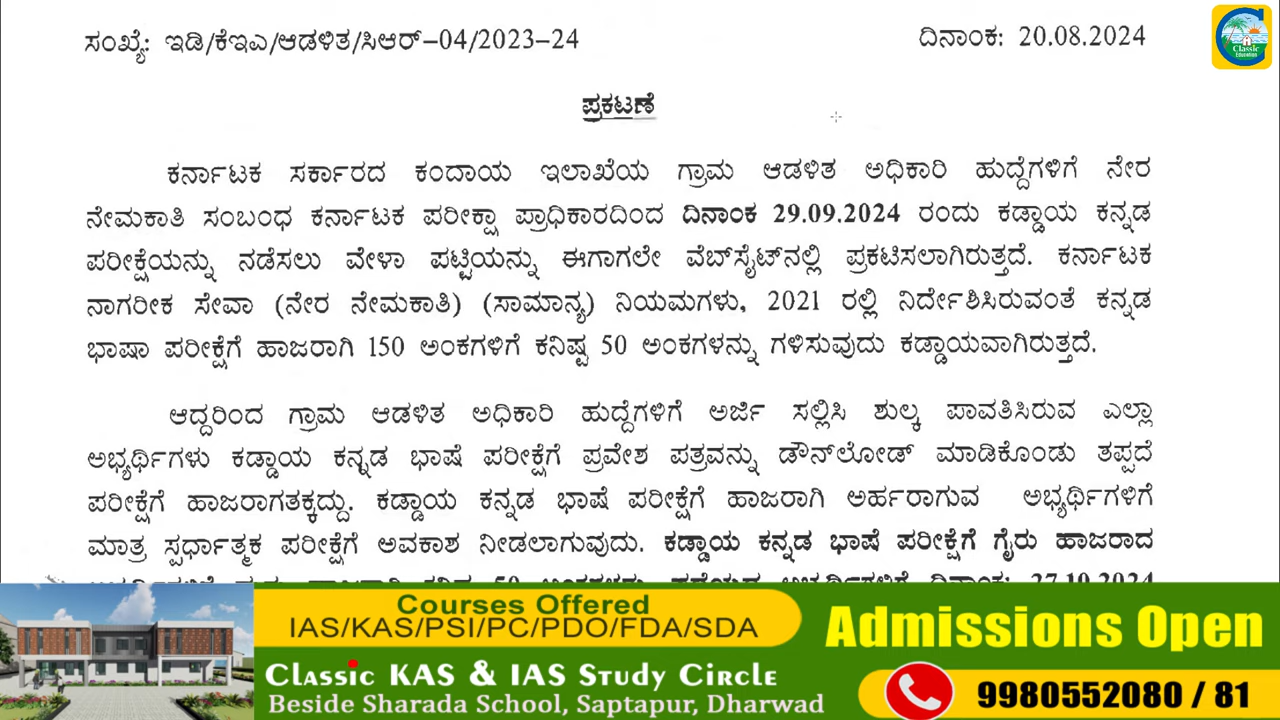 ಸಂಖ್ಯೆ: ಇಡಿ/ಕೆಇಎ/ಆಡಳಿತ/ಸಿಆರ್-04/2023-24
ದಿನಾಂಕ: 20.08.2024
Classic
Education
ಪ್ರಕಟಣೆ
ಕರ್ನಾಟಕ ಸರ್ಕಾರದ ಕಂದಾಯ ಇಲಾಖೆಯ ಗ್ರಾಮ ಆಡಳಿತ ಅಧಿಕಾರಿ ಹುದ್ದೆಗಳಿಗೆ ನೇರ
ನೇಮಕಾತಿ ಸಂಬಂಧ ಕರ್ನಾಟಕ ಪರೀಕ್ಷಾ ಪ್ರಾಧಿಕಾರದಿಂದ ದಿನಾಂಕ 29.09.2024 ರಂದು ಕಡ್ಡಾಯ ಕನ್ನಡ
ಪರೀಕ್ಷೆಯನ್ನು ನಡೆಸಲು ವೇಳಾ ಪಟ್ಟಿಯನ್ನು ಈಗಾಗಲೇ ವೆಬ್‌ಸೈಟ್‌ನಲ್ಲಿ ಪ್ರಕಟಿಸಲಾಗಿರುತ್ತದೆ. ಕರ್ನಾಟಕ
ನಾಗರೀಕ ಸೇವಾ (ನೇರ ನೇಮಕಾತಿ) (ಸಾಮಾನ್ಯ) ನಿಯಮಗಳು, 2021 ರಲ್ಲಿ ನಿರ್ದೇಶಿಸಿರುವಂತೆ ಕನ್ನಡ
ಭಾಷಾ ಪರೀಕ್ಷೆಗೆ ಹಾಜರಾಗಿ 150 ಅಂಕಗಳಿಗೆ ಕನಿಷ್ಟ 50 ಅಂಕಗಳನ್ನು ಗಳಿಸುವುದು ಕಡ್ಡಾಯವಾಗಿರುತ್ತದೆ.
ಆದ್ದರಿಂದ ಗ್ರಾಮ ಆಡಳಿತ ಅಧಿಕಾರಿ ಹುದ್ದೆಗಳಿಗೆ ಅರ್ಜಿ ಸಲ್ಲಿಸಿ ಶುಲ್ಕ ಪಾವತಿಸಿರುವ ಎಲ್ಲಾ
ಅಭ್ಯರ್ಥಿಗಳು ಕಡ್ಡಾಯ ಕನ್ನಡ ಭಾಷೆ ಪರೀಕ್ಷೆಗೆ ಪ್ರವೇಶ ಪತ್ರವನ್ನು ಡೌನ್‌ಲೋಡ್ ಮಾಡಿಕೊಂಡು ತಪ್ಪದೆ
ಪರೀಕ್ಷೆಗೆ ಹಾಜರಾಗತಕ್ಕದ್ದು. ಕಡ್ಡಾಯ ಕನ್ನಡ ಭಾಷೆ ಪರೀಕ್ಷೆಗೆ ಹಾಜರಾಗಿ ಅರ್ಹರಾಗುವ ಅಭ್ಯರ್ಥಿಗಳಿಗೆ
ಮಾತ್ರ ಸ್ಪರ್ಧಾತ್ಮಕ ಪರೀಕ್ಷೆಗೆ ಅವಕಾಶ ನೀಡಲಾಗುವುದು. ಕಡ್ಡಾಯ ಕನ್ನಡ ಭಾಷೆ ಪರೀಕ್ಷೆಗೆ ಗೈರು ಹಾಜರಾದ
Courses Offered
IAS/KAS/PSI/PC/PDO/FDA/SDA
Classic KAS & IAS Study Circle
Beside Sharada School, Saptapur, Dharwad
Admissions Open
9980552080 / 81